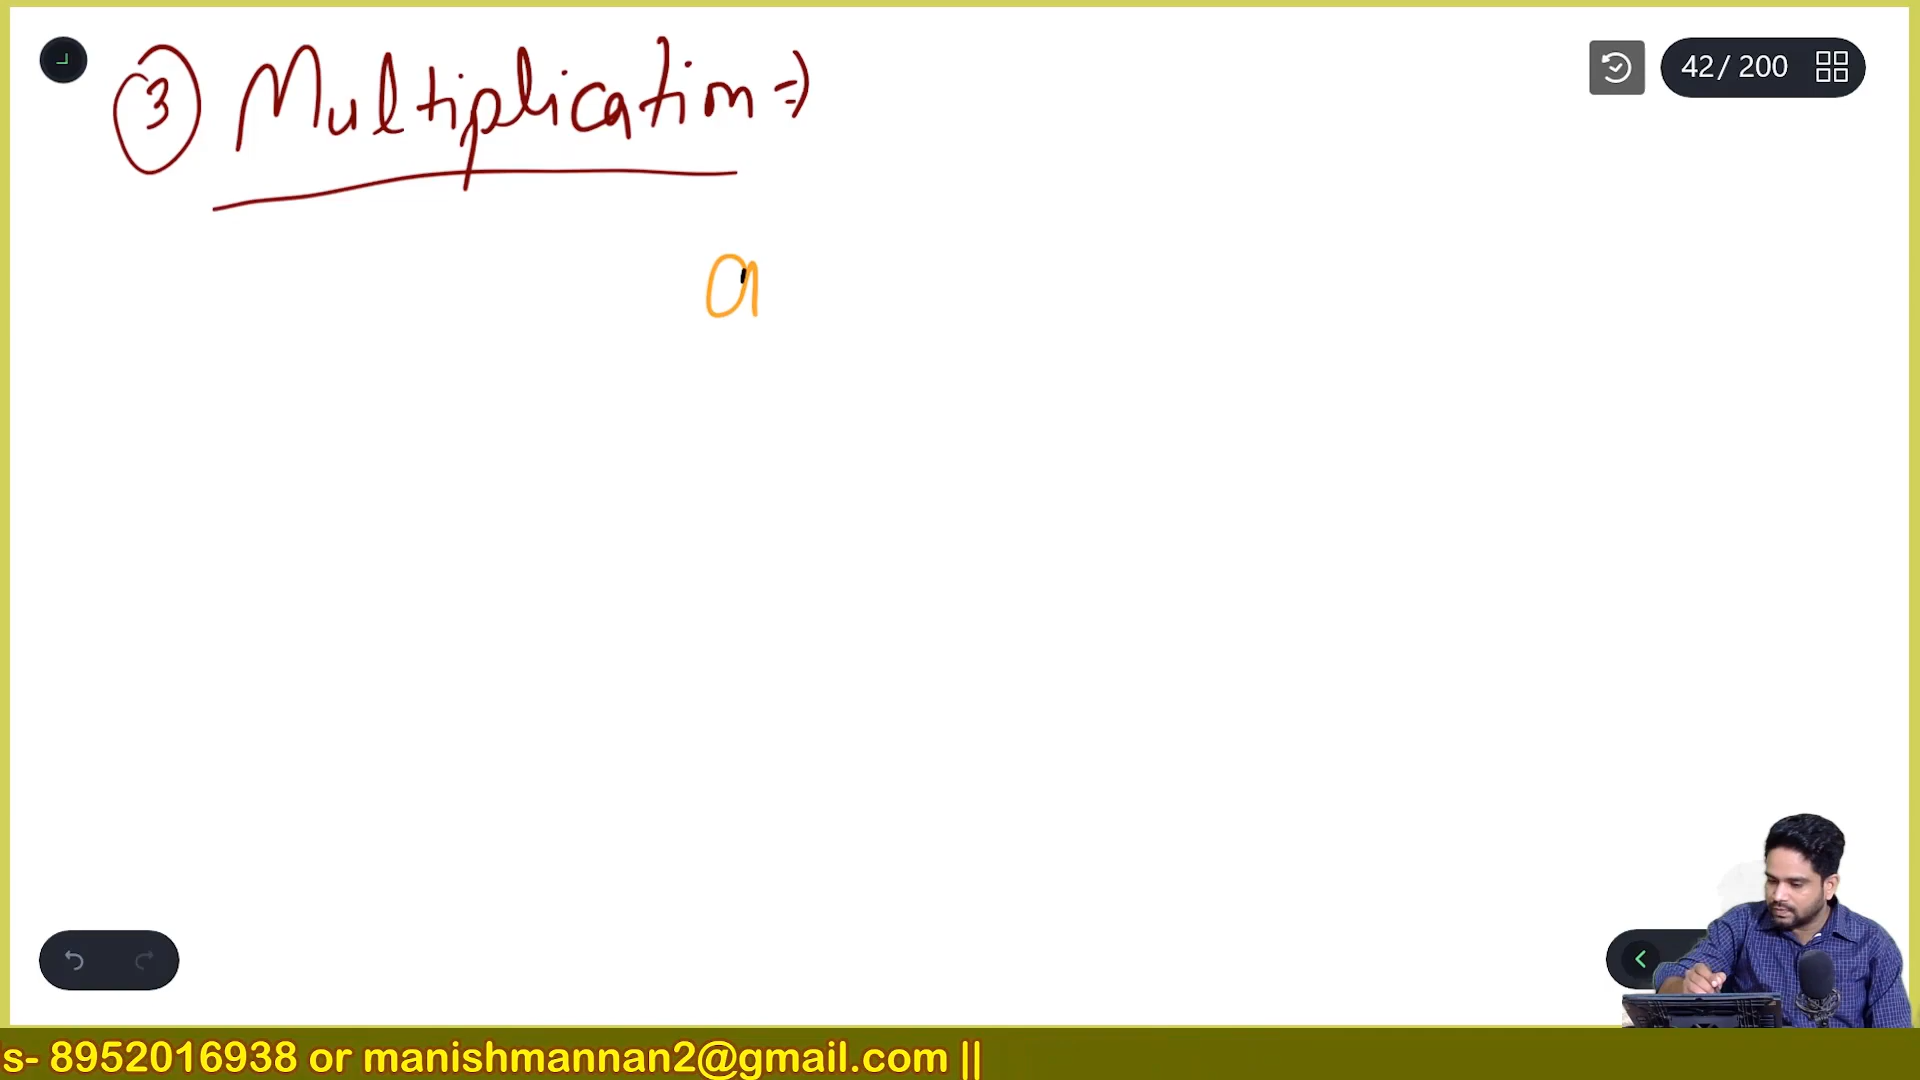 ③ Multiplication ⇒
42/ 200
a
's- 8952016938 or manishmannan2@gmail.com ||